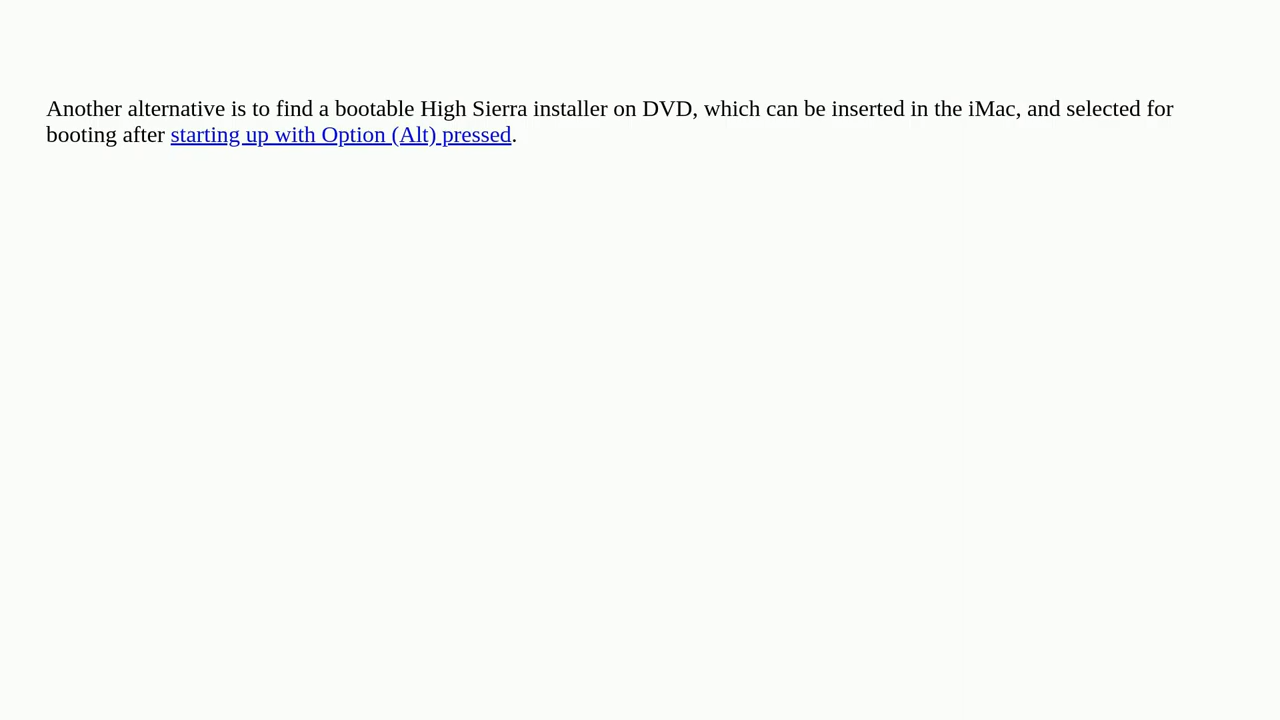 Another alternative is to find a bootable High Sierra installer on DVD, which can be inserted in the iMac, and selected for
booting after starting up with Option (Alt) pressed.